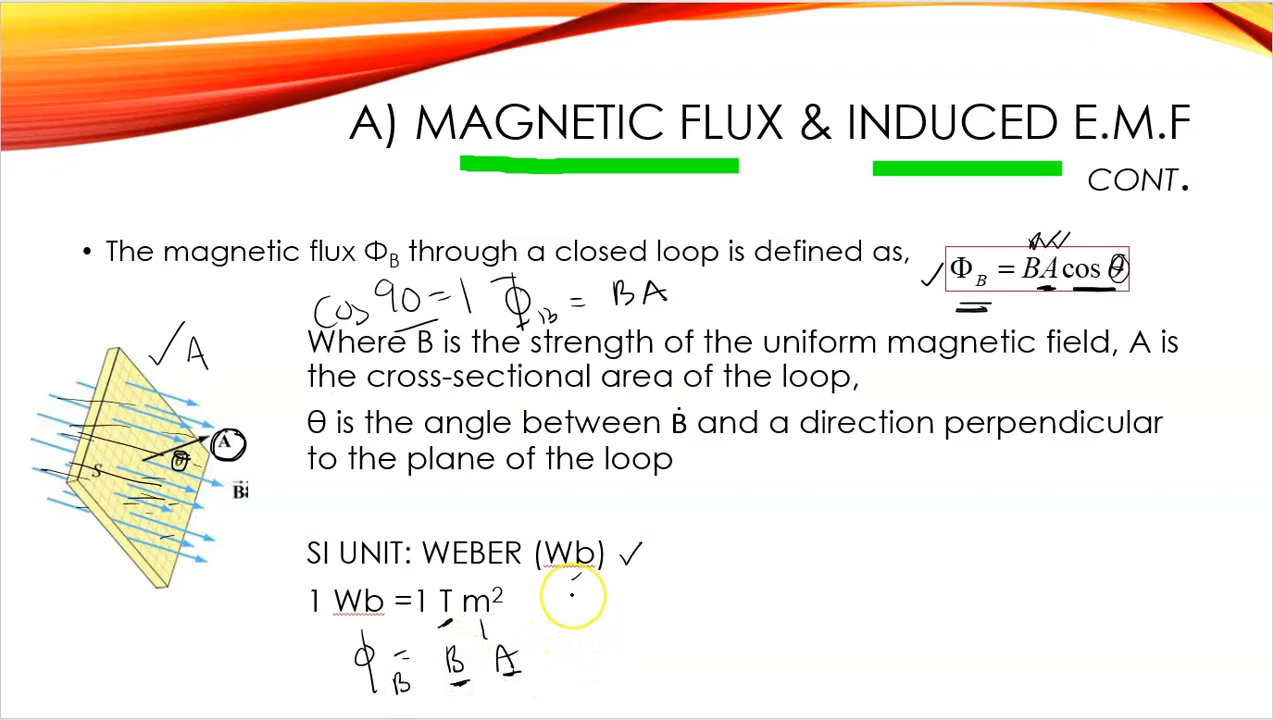 A) MAGNETIC FLUX & INDUCED E.M.F
CONT.
• The magnetic flux Φ_B through a closed loop is defined as,
Φ_B = BA cos θ
cos 90 = 1 Φ_B = BA
Where B is the strength of the uniform magnetic field, A is
the cross-sectional area of the loop,
θ is the angle between Ḃ and a direction perpendicular
to the plane of the loop
✓ A
A
θ
S
SI UNIT: WEBER (Wb) ✓
1 Wb =1 T m²
ϕ_B = B A